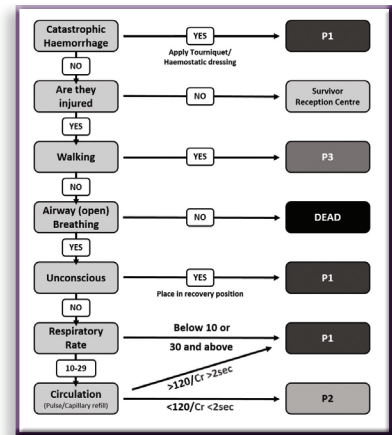 Catastrophic
Haemorrhage
YES
Apply Tourniquet/
Haemostatic dressing
P1
NO
Are they
injured
NO
Survivor
Reception Centre
YES
Walking
YES
P3
NO
Airway (open)
Breathing
NO
DEAD
YES
Unconscious
YES
Place in recovery position
P1
NO
Respiratory
Rate
Below 10 or
30 and above
P1
10-29
>120/Cr >2sec
Circulation
(Pulse/Capillary refill)
<120/Cr <2sec
P2